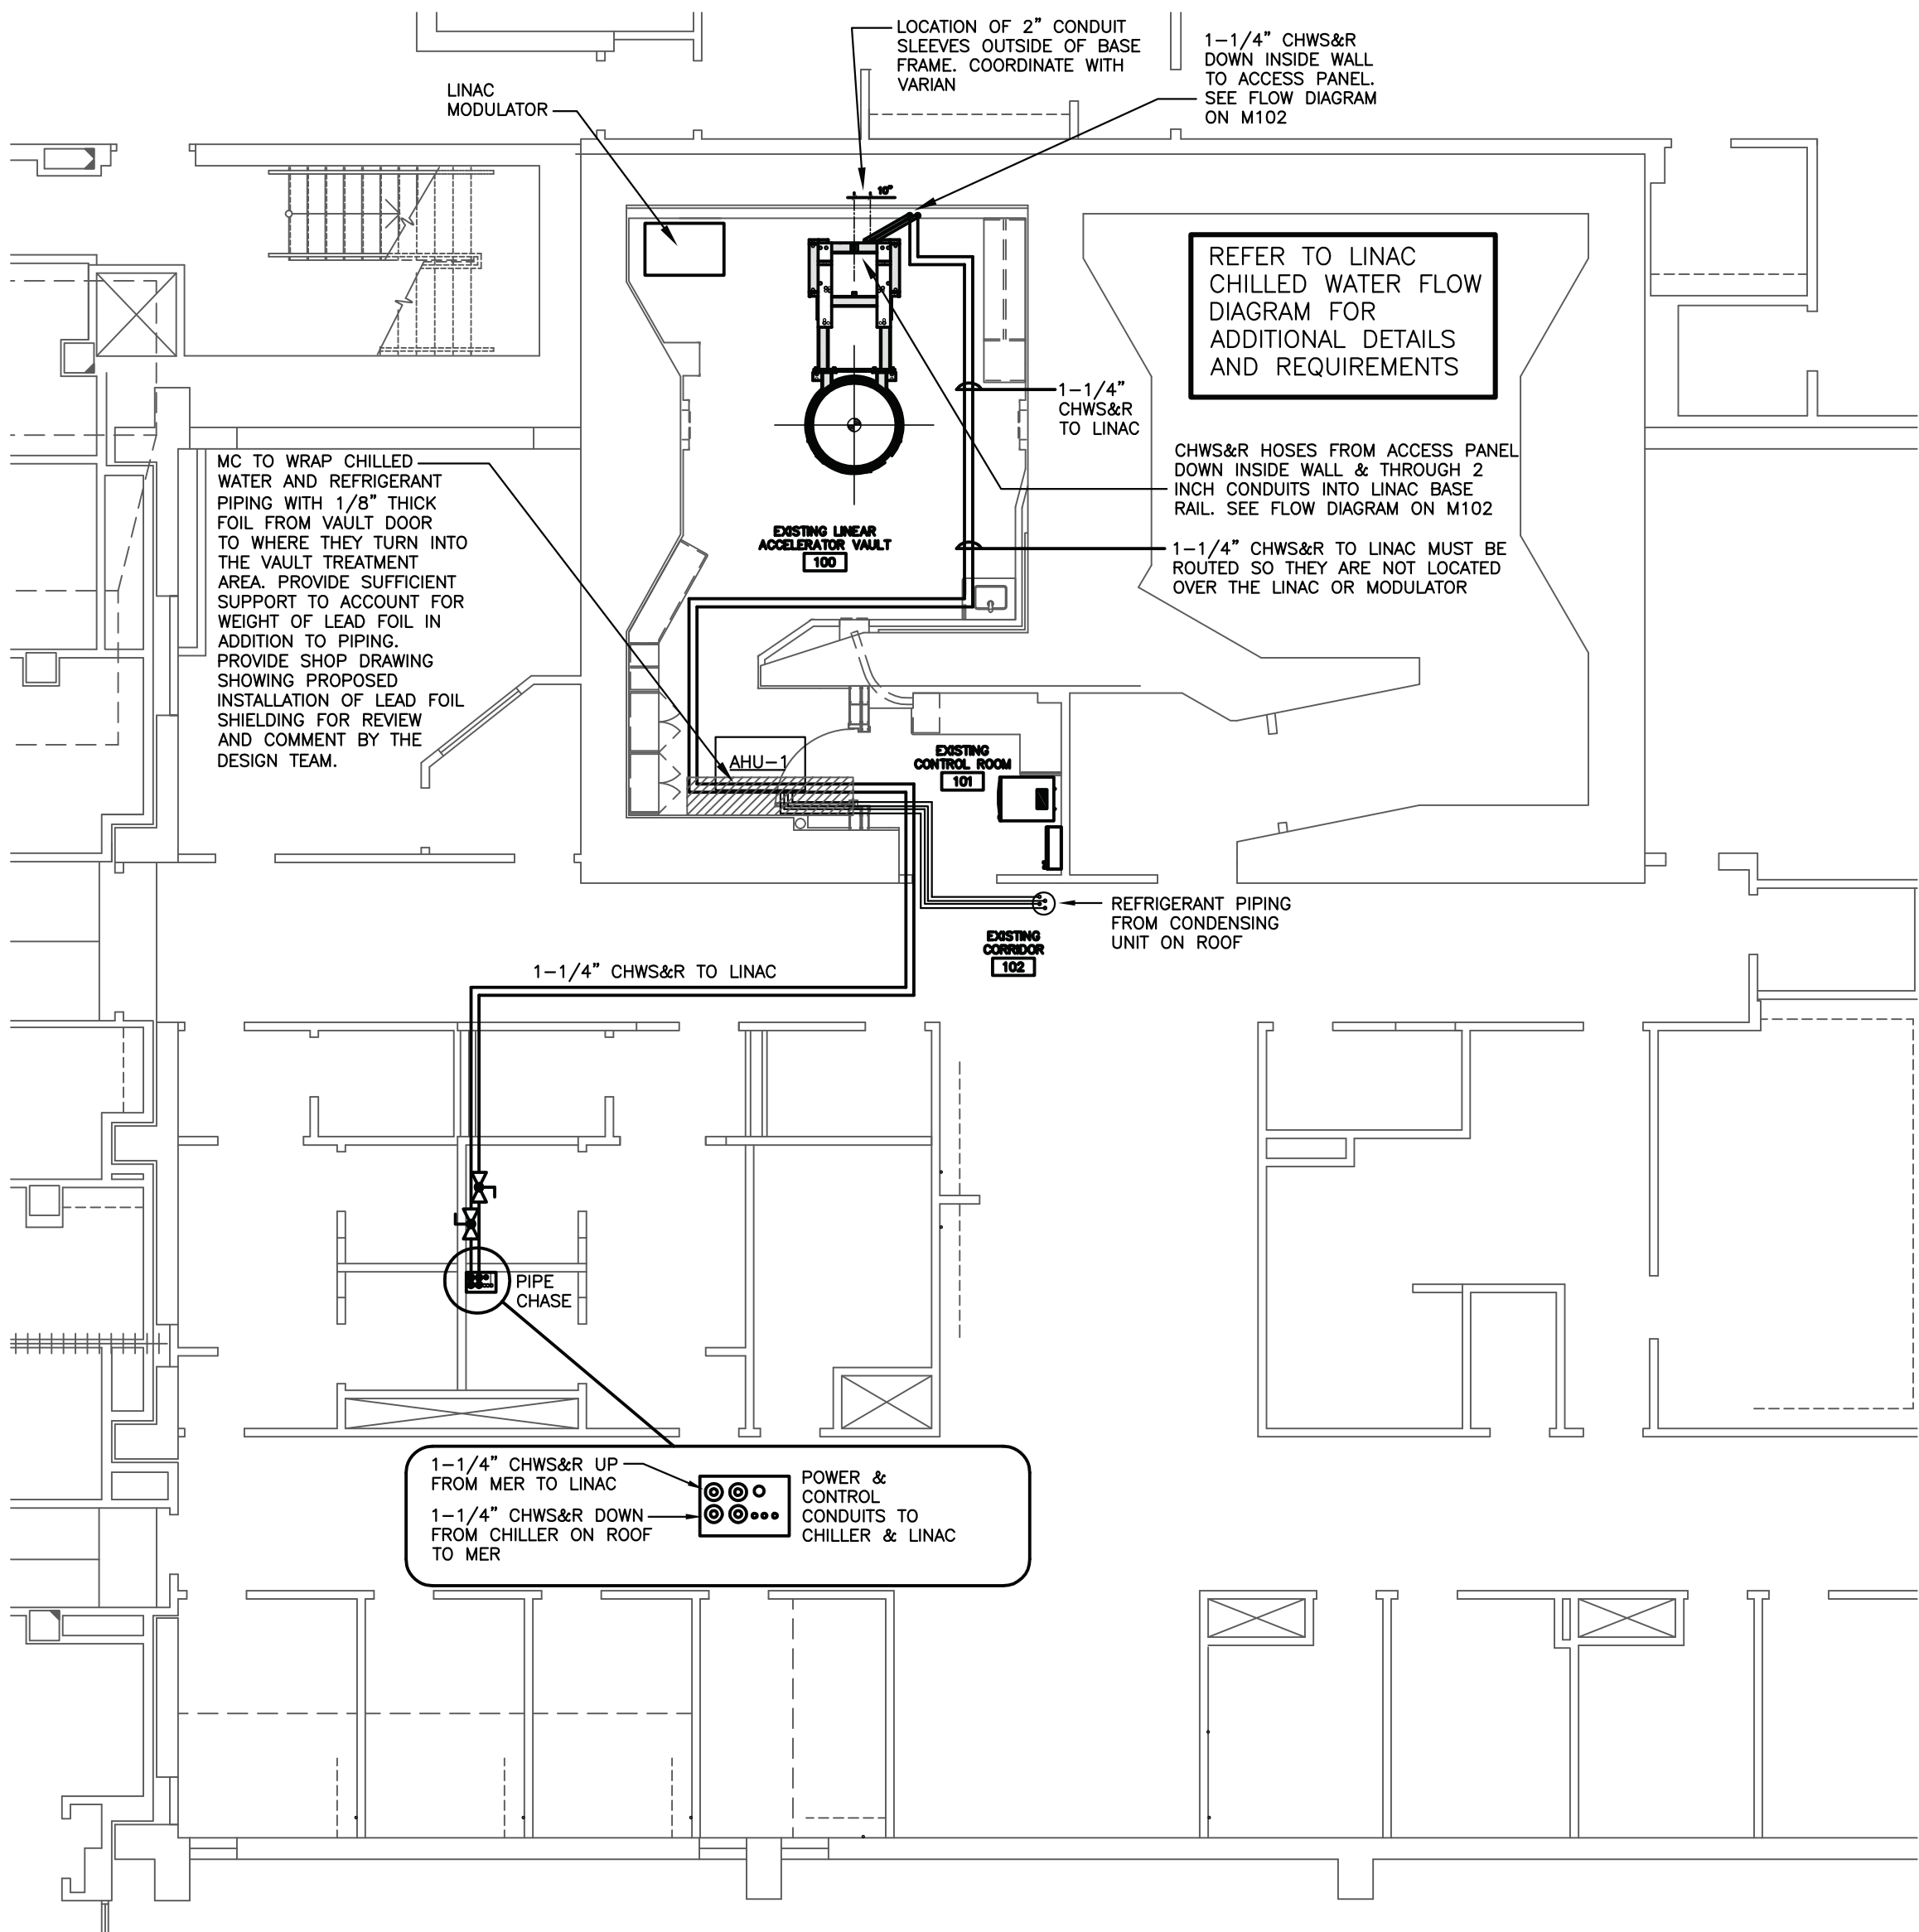 LOCATION OF 2" CONDUIT
SLEEVES OUTSIDE OF BASE
FRAME. COORDINATE WITH
VARIAN
1-1/4" CHWS&R
DOWN INSIDE WALL
TO ACCESS PANEL.
SEE FLOW DIAGRAM
ON M102
LINAC
MODULATOR
10"
REFER TO LINAC
CHILLED WATER FLOW
DIAGRAM FOR
ADDITIONAL DETAILS
AND REQUIREMENTS
1-1/4"
CHWS&R
TO LINAC
CHWS&R HOSES FROM ACCESS PANEL
DOWN INSIDE WALL & THROUGH 2
INCH CONDUITS INTO LINAC BASE
RAIL. SEE FLOW DIAGRAM ON M102
MC TO WRAP CHILLED
WATER AND REFRIGERANT
PIPING WITH 1/8" THICK
FOIL FROM VAULT DOOR
TO WHERE THEY TURN INTO
THE VAULT TREATMENT
AREA. PROVIDE SUFFICIENT
SUPPORT TO ACCOUNT FOR
WEIGHT OF LEAD FOIL IN
ADDITION TO PIPING.
PROVIDE SHOP DRAWING
SHOWING PROPOSED
INSTALLATION OF LEAD FOIL
SHIELDING FOR REVIEW
AND COMMENT BY THE
DESIGN TEAM.
EXISTING LINEAR
ACCELERATOR VAULT
100
1-1/4" CHWS&R TO LINAC MUST BE
ROUTED SO THEY ARE NOT LOCATED
OVER THE LINAC OR MODULATOR
AHU-1
EXISTING
CONTROL ROOM
101
REFRIGERANT PIPING
FROM CONDENSING
UNIT ON ROOF
EXISTING
CORRIDOR
102
1-1/4" CHWS&R TO LINAC
PIPE
CHASE
1-1/4" CHWS&R UP
FROM MER TO LINAC
1-1/4" CHWS&R DOWN
FROM CHILLER ON ROOF
TO MER
POWER &
CONTROL
CONDUITS TO
CHILLER & LINAC